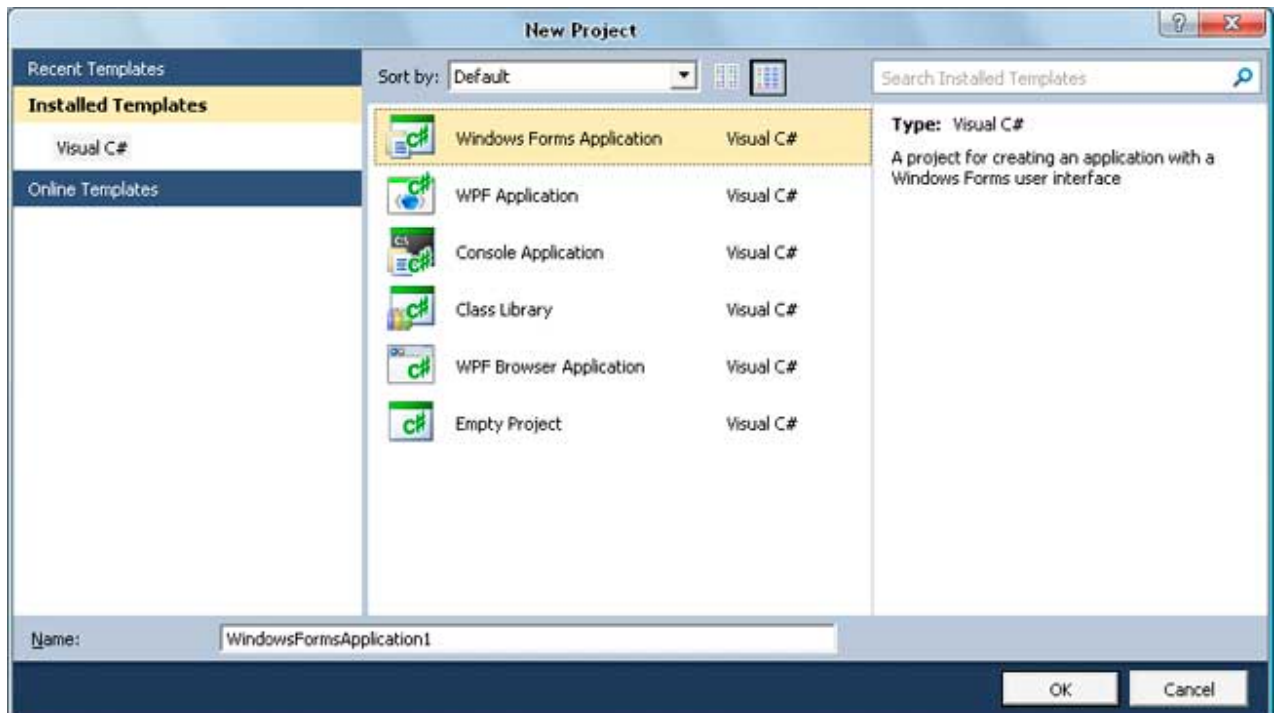 New Project
Recent Templates
Installed Templates
Visual C#
Online Templates
Sort by: Default
Search Installed Templates
Windows Forms Application Visual C#
WPF Application Visual C#
Console Application Visual C#
Class Library Visual C#
WPF Browser Application Visual C#
Empty Project Visual C#
Type: Visual C#
A project for creating an application with a
Windows Forms user interface
Name: WindowsFormsApplication1
OK Cancel